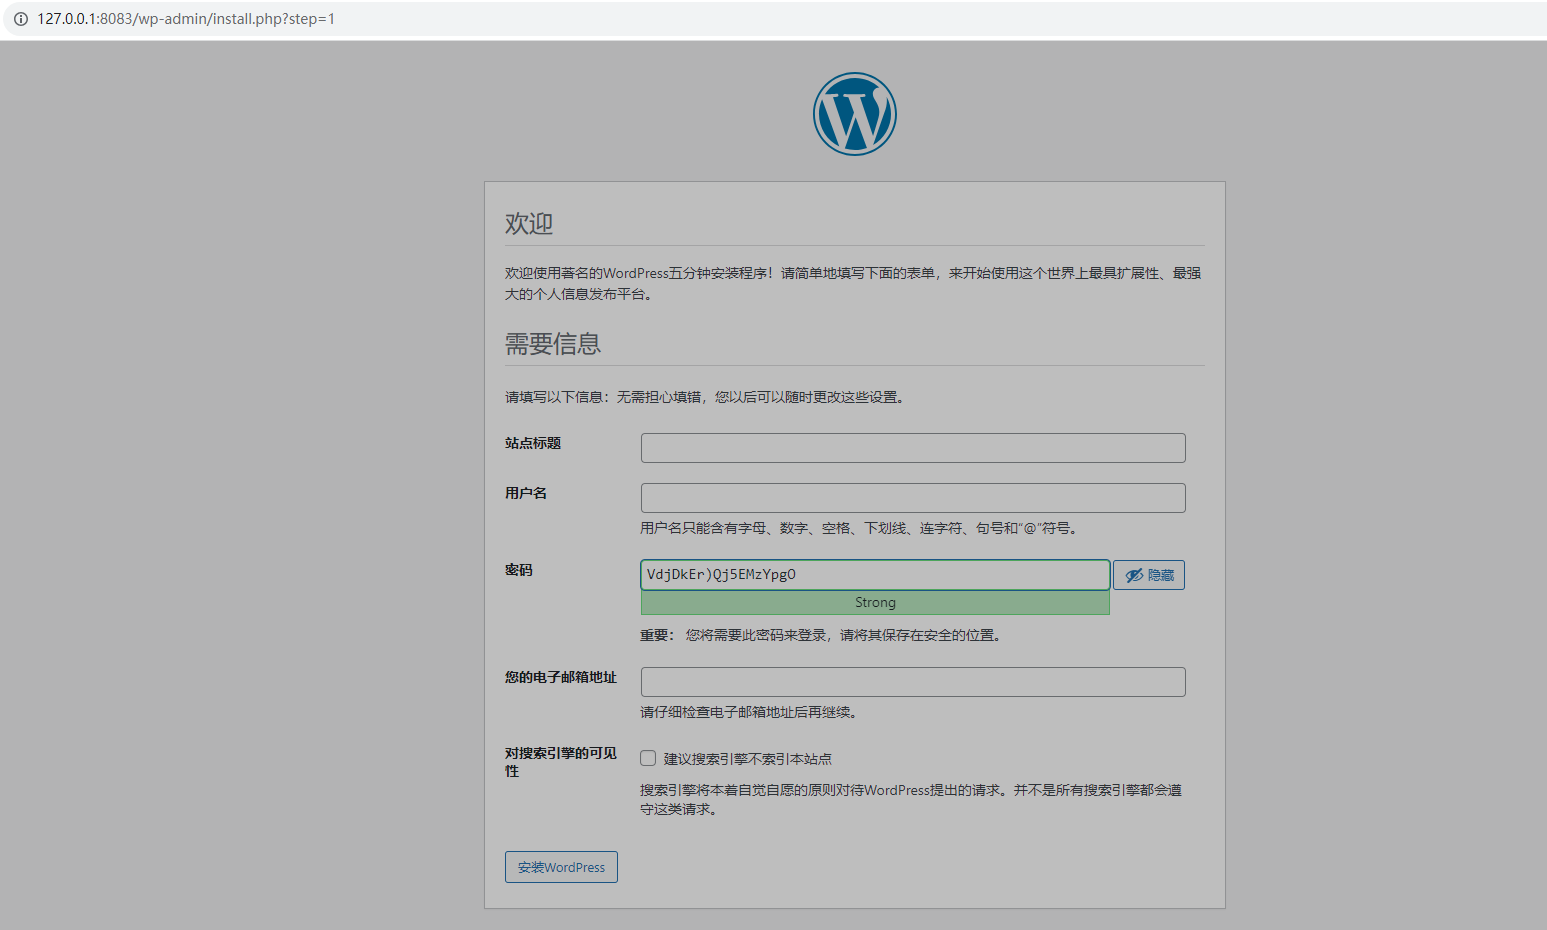 127.0.0.1:8083/wp-admin/install.php?step=1
欢迎
欢迎使用著名的WordPress五分钟安装程序！请简单地填写下面的表单，来开始使用这个世界上最具扩展性、最强
大的个人信息发布平台。
需要信息
请填写以下信息：无需担心填错，您以后可以随时更改这些设置。
站点标题
用户名
用户名只能含有字母、数字、空格、下划线、连字符、句号和“@”符号。
密码
VdjDkEr)Qj5EMzYpgO
隐藏
Strong
重要： 您将需要此密码来登录，请将其保存在安全的位置。
您的电子邮箱地址
请仔细检查电子邮箱地址后再继续。
对搜索引擎的可见
性
建议搜索引擎不索引本站点
搜索引擎将本着自觉自愿的原则对待WordPress提出的请求。并不是所有搜索引擎都会遵
守这类请求。
安装WordPress